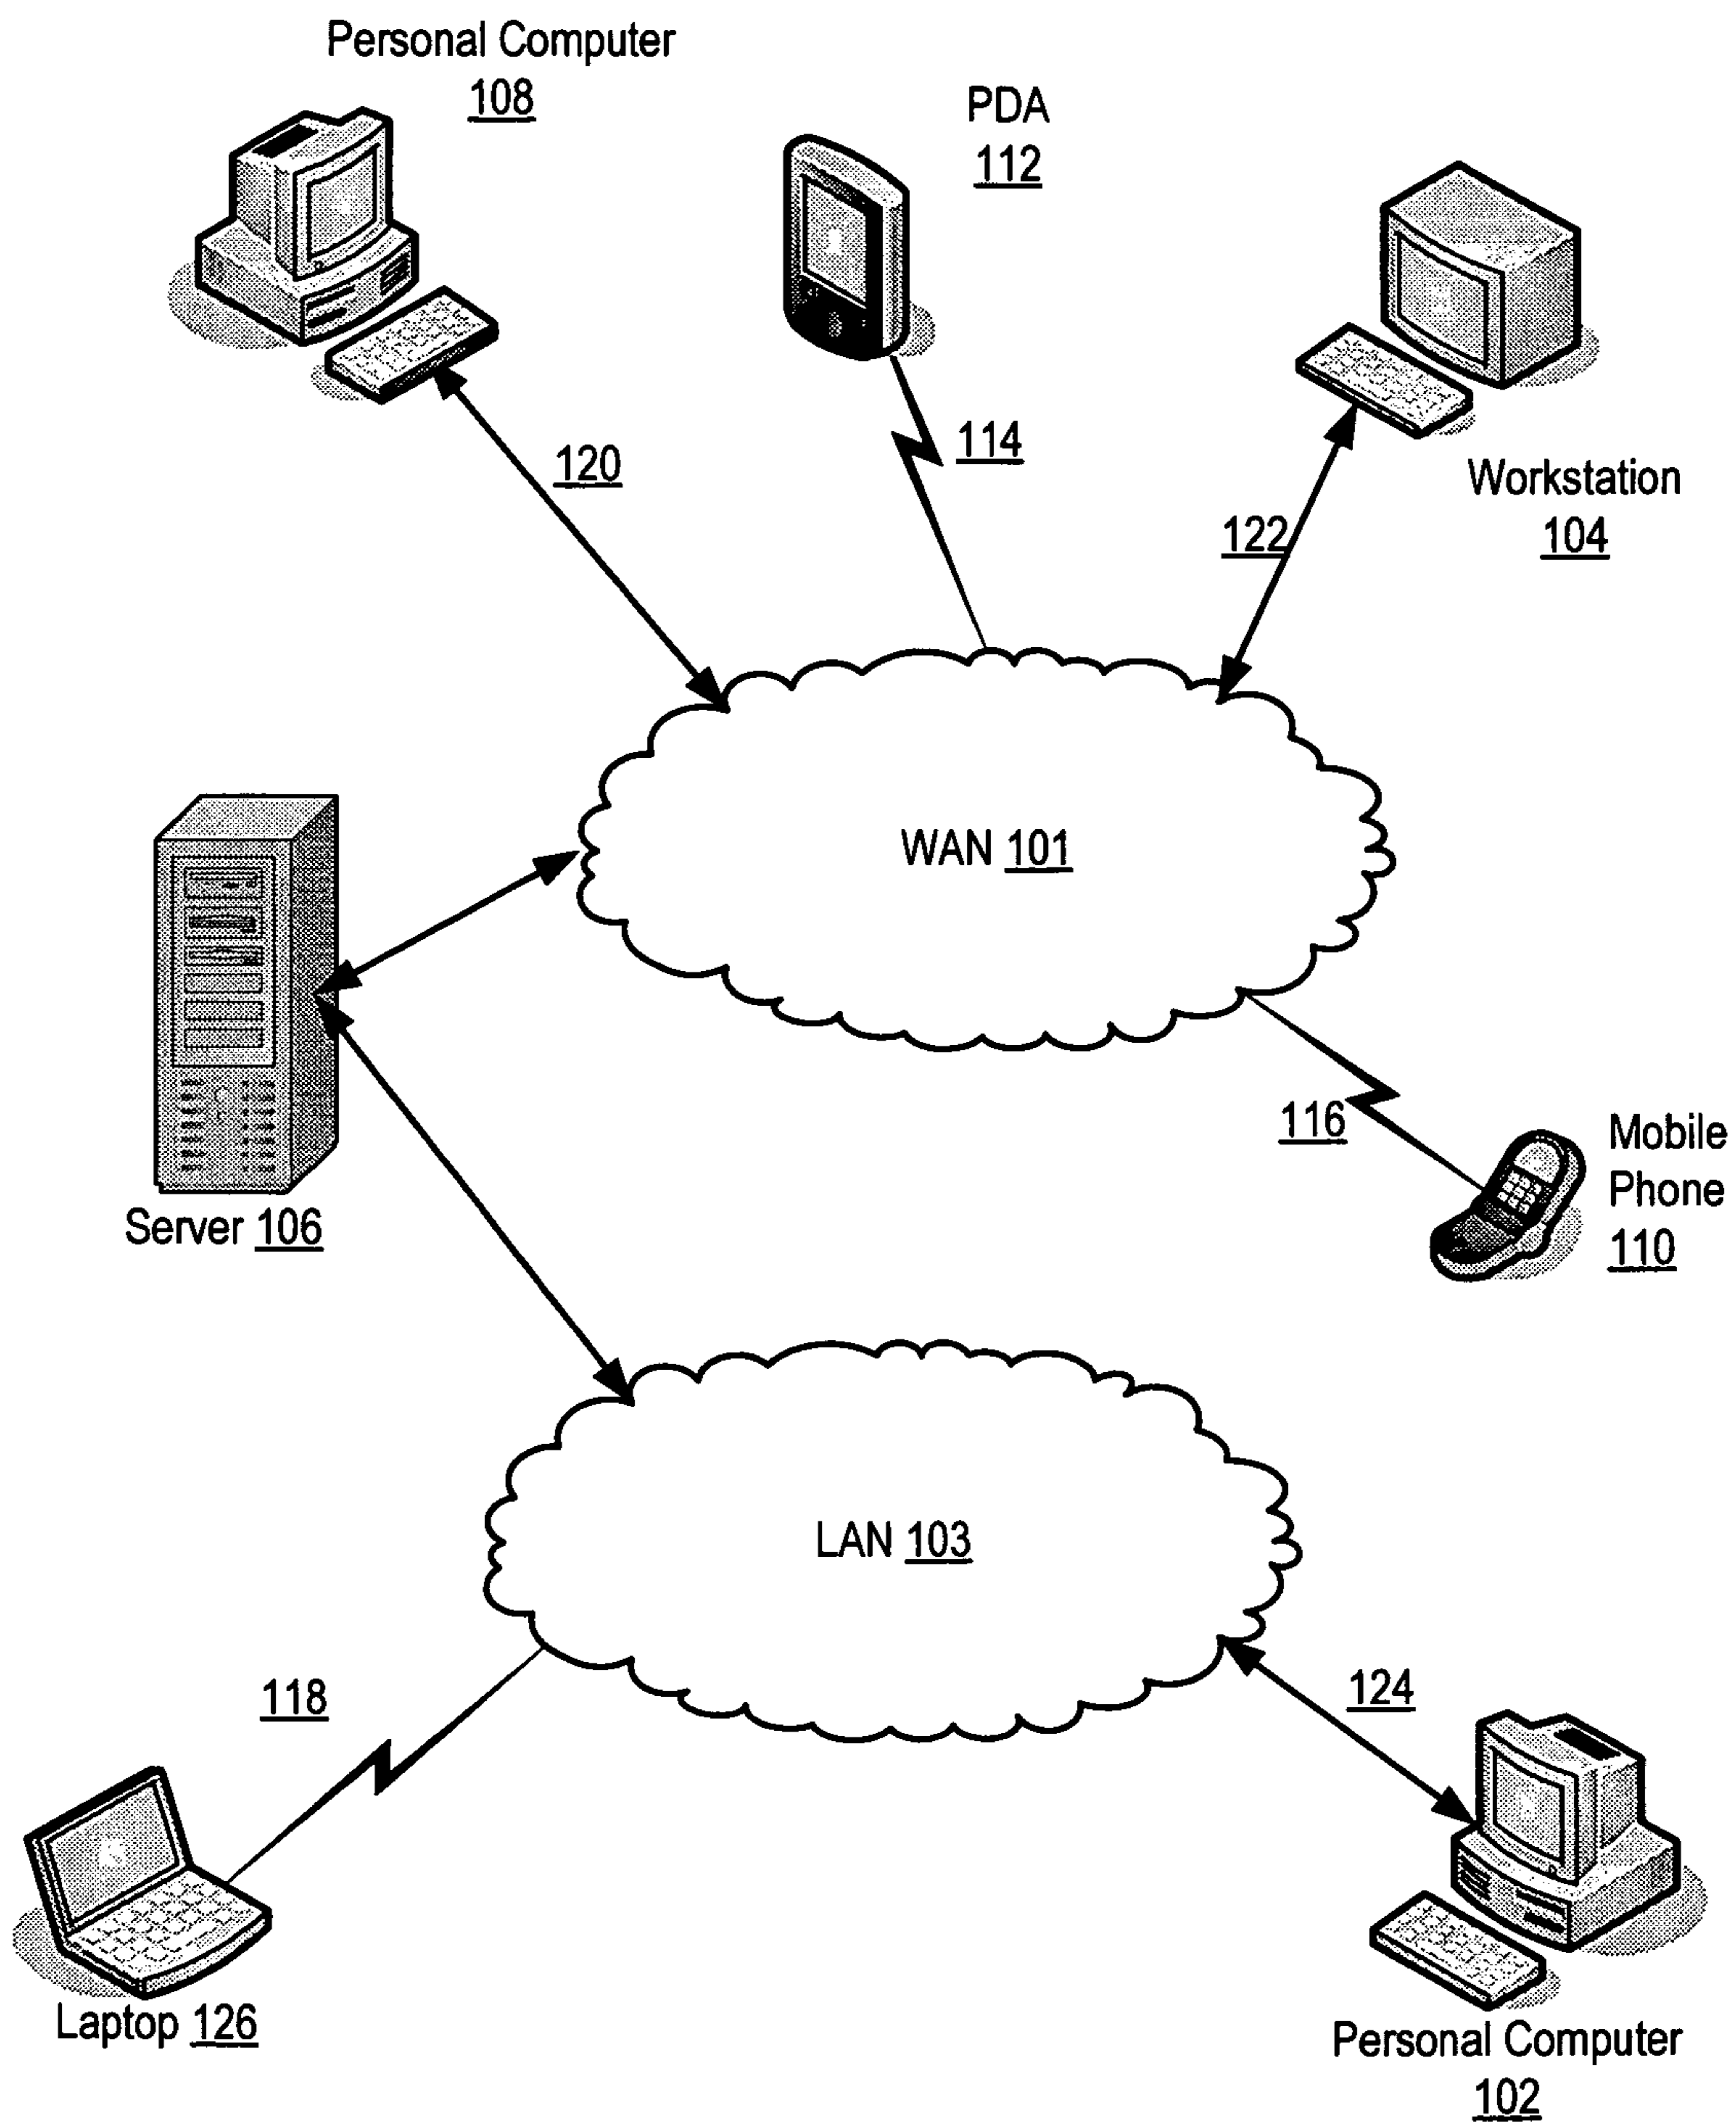 Personal Computer
108
PDA
112
120
114
Workstation
104
122
WAN 101
Server 106
116
Mobile
Phone
110
LAN 103
118
124
Laptop 126
Personal Computer
102